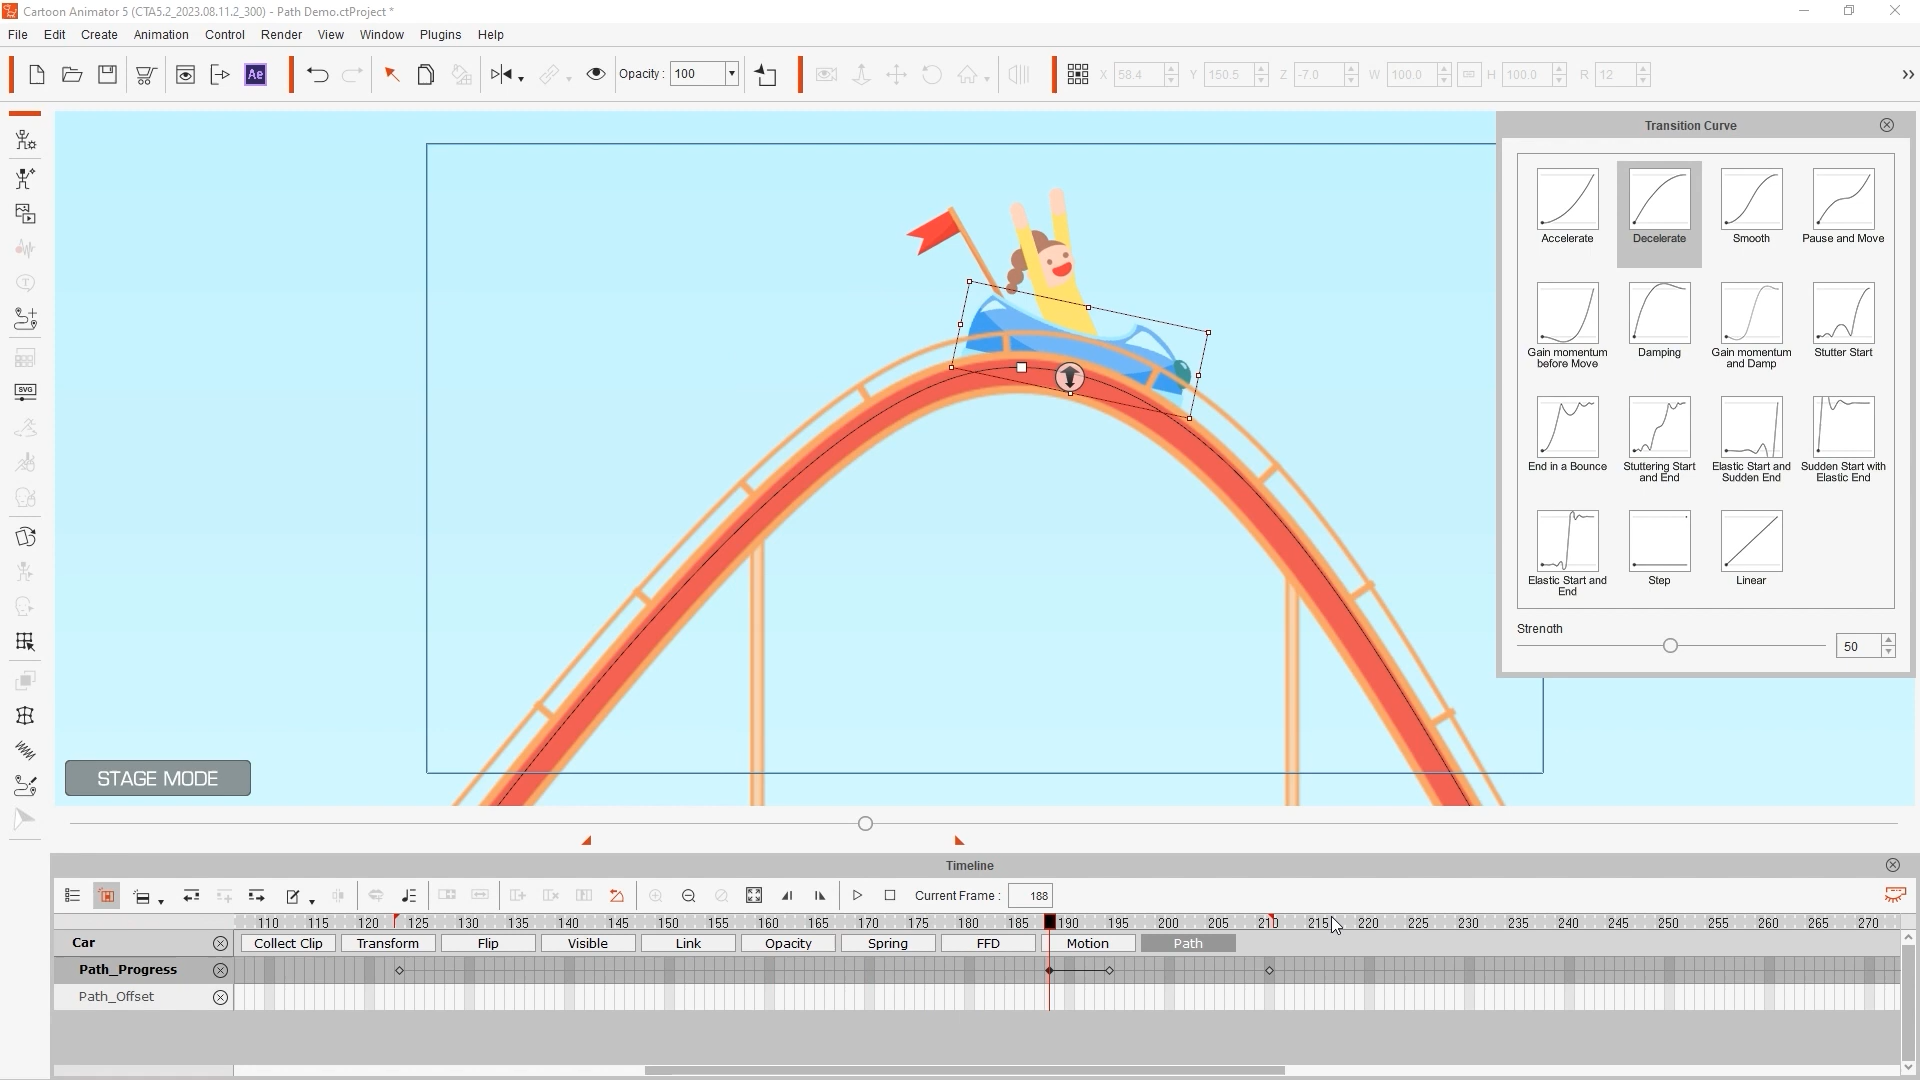 Cartoon Animator 5 (CTA5.2_2023.08.11.2_300) - Path Demo.ctProject *
File Edit Create Animation Control Render View Window Plugins Help
Ae Opacity : 100 X 58.4 Y 150.5 Z -7.0 W 100.0 H 100.0 R 12
Transition Curve
Accelerate Decelerate Smooth Pause and Move
Gain momentum before Move
Damping
Gain momentum and Damp
Stutter Start
End in a Bounce
Stuttering Start and End
Elastic Start and Sudden End
Sudden Start with Elastic End
Elastic Start and End
Step
Linear
Strength
50
STAGE MODE
SVG
Timeline
Current Frame : 188
110 115 120 125 130 135 140 145 150 155 160 165 170 175 180 185 190 195 200 205 210 215 220 225 230 235 240 245 250 255 260 265 270
Car Collect Clip Transform Flip Visible Link Opacity Spring FFD Motion Path
Path_Progress
Path_Offset